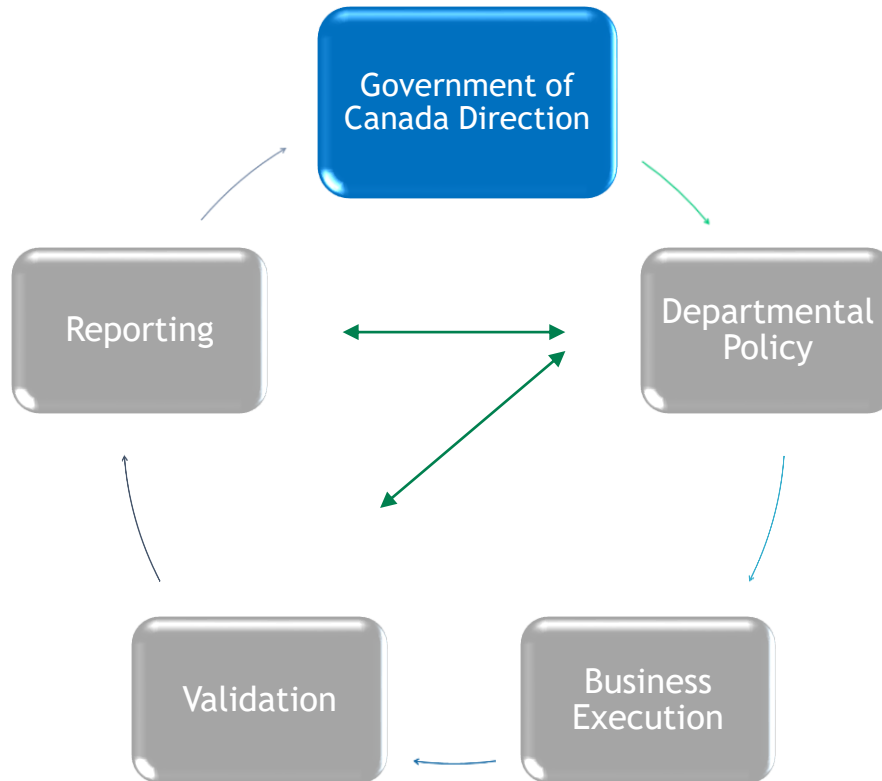 Government of
Canada Direction
Reporting
Departmental
Policy
Validation
Business
Execution